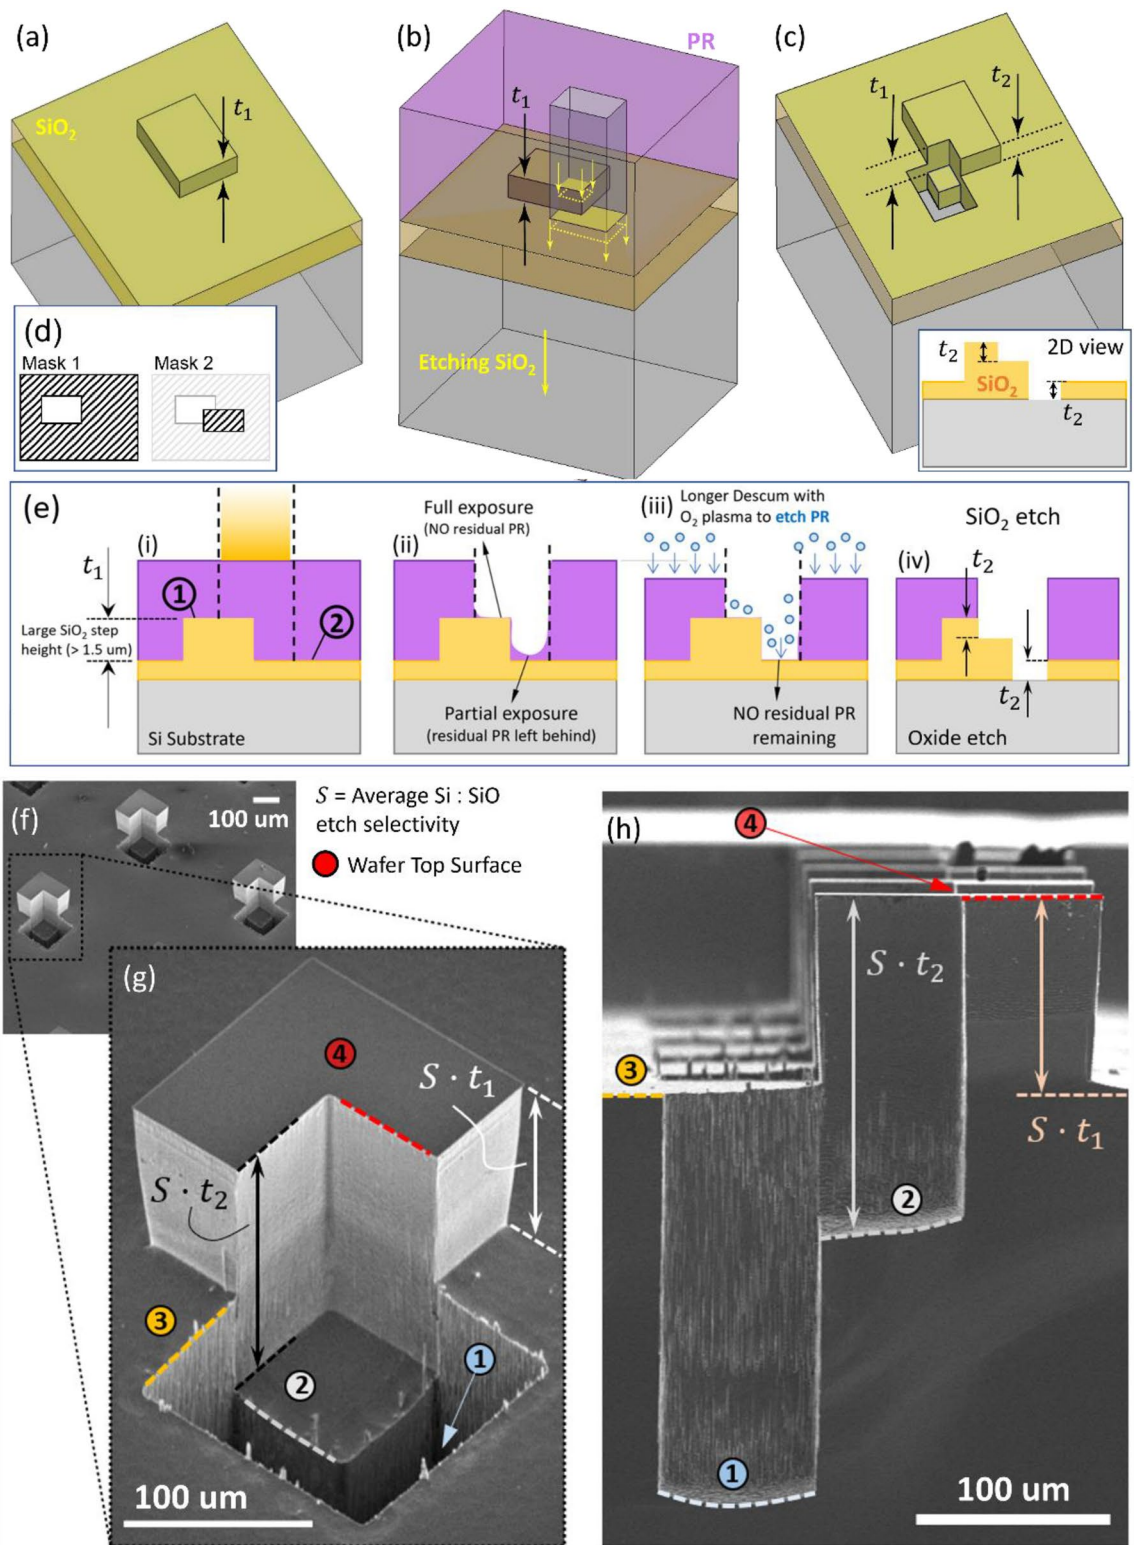 (a)
SiO₂
t₁
(b)
PR
t₁
Etching SiO₂
(c)
t₁
t₂
(d)
Mask 1
Mask 2
2D view
t₂
SiO₂
t₂
(e)
(i)
t₁
1
2
Large SiO₂ step
height (> 1.5 um)
Si Substrate
(ii)
Full exposure
(NO residual PR)
Partial exposure
(residual PR left behind)
(iii)
Longer Descum with
O₂ plasma to etch PR
NO residual PR
remaining
SiO₂ etch
(iv)
t₂
t₂
Oxide etch
(f)
100 um
S = Average Si : SiO
etch selectivity
Wafer Top Surface
(g)
4
S · t₁
S · t₂
3
2
1
100 um
(h)
4
S · t₂
3
S · t₁
2
1
100 um